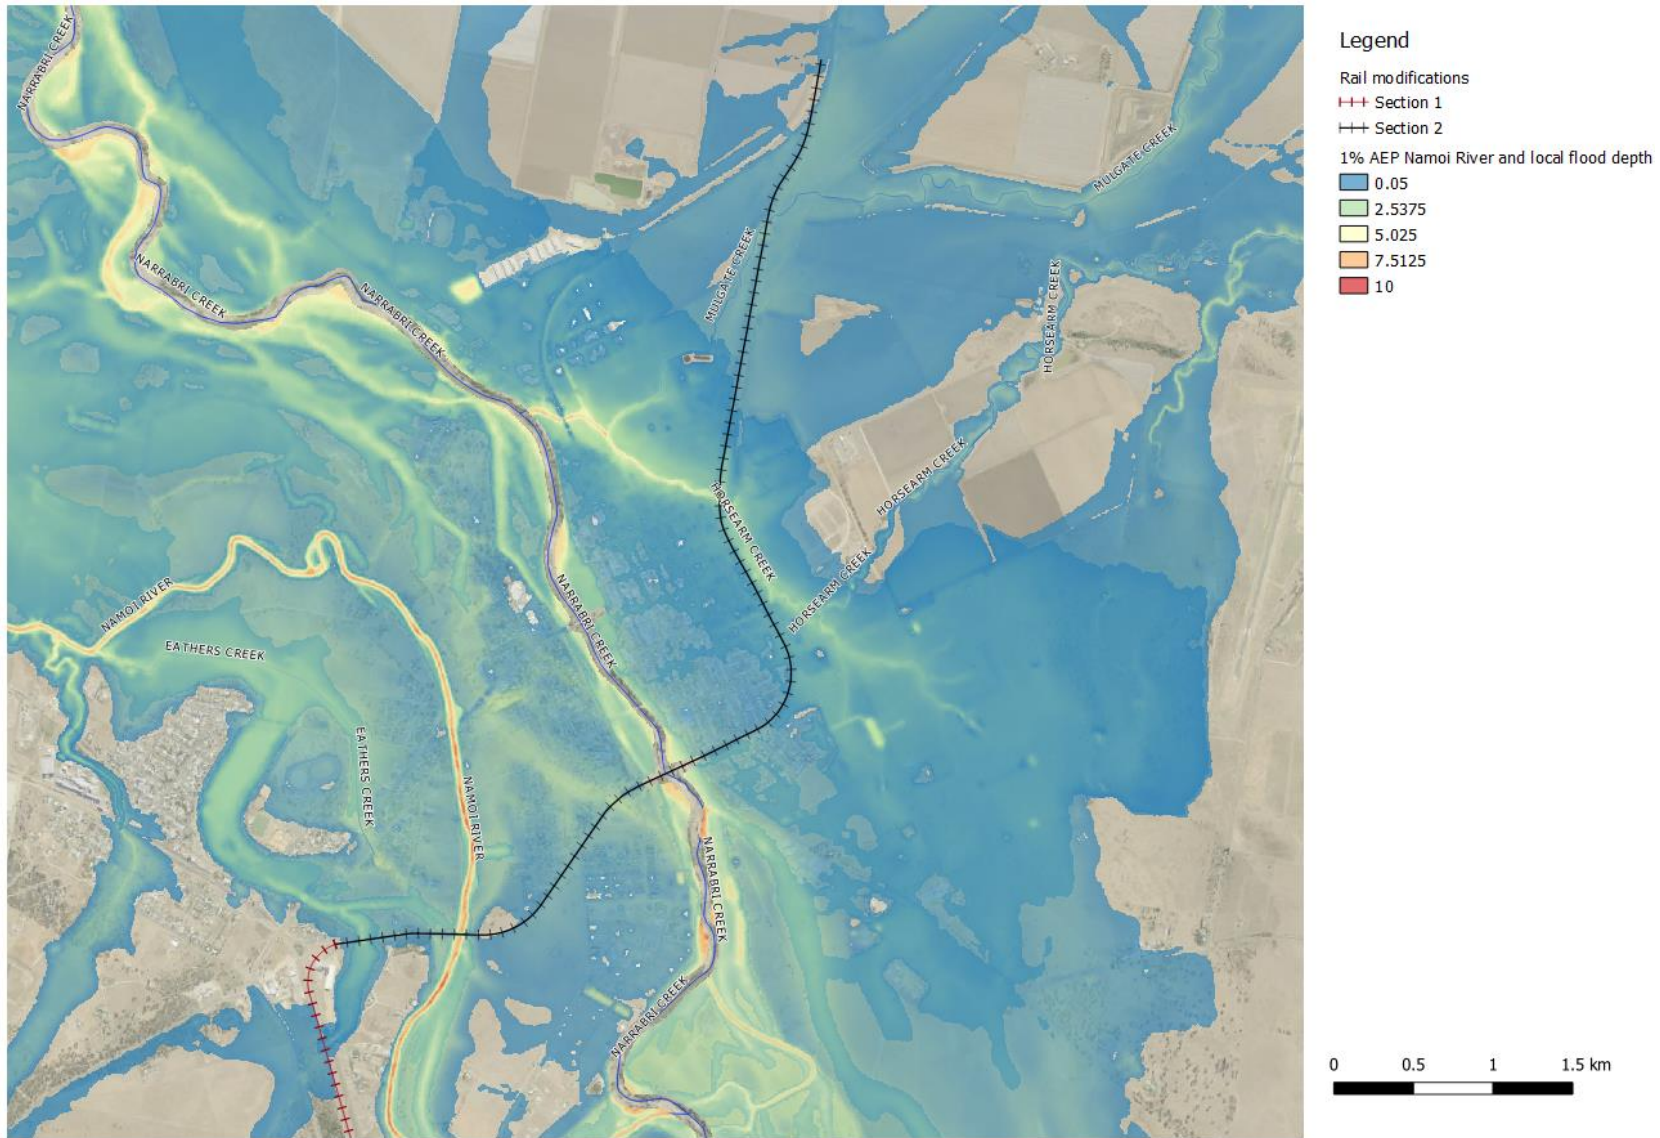 NARRABRI CREEK
MULGATE CREEK
MULGATE CREEK
HORSEARM CREEK
NARRABRI CREEK
NARRABRI CREEK
HORSEARM CREEK
HORSEARM CREEK
HORSEARM CREEK
NAMOI RIVER
NARRABRI CREEK
EATHERS CREEK
EATHERS CREEK
NAMOI RIVER
NARRABRI CREEK
NARRABRI CREEK
Legend
Rail modifications
Section 1
Section 2
1% AEP Namoi River and local flood depth
0.05
2.5375
5.025
7.5125
10
0 0.5 1 1.5 km